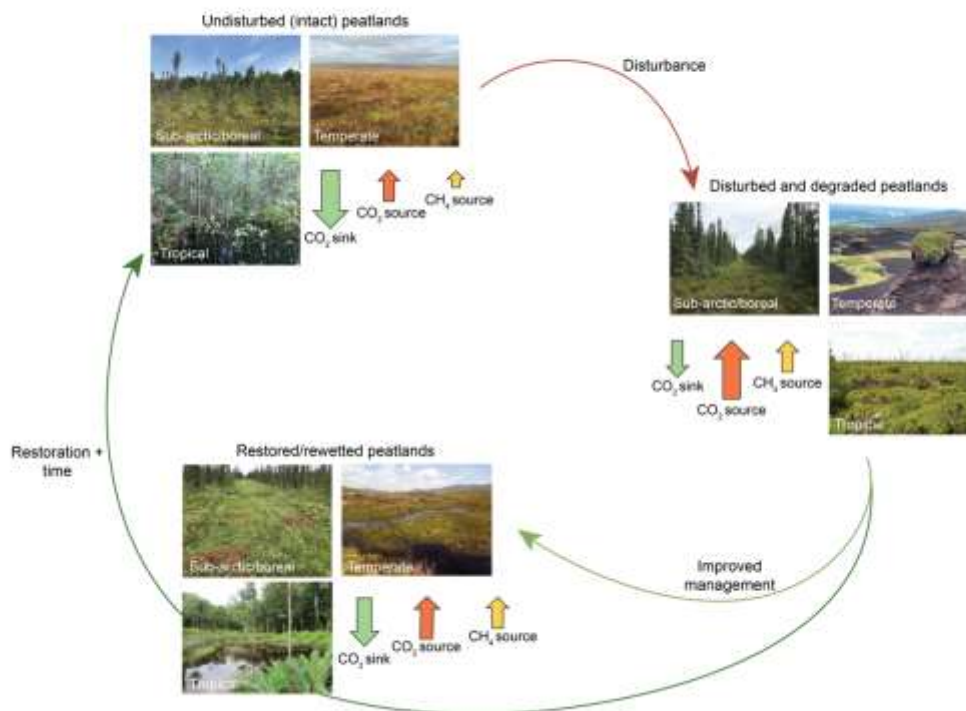 Undisturbed (intact) peatlands
Sub-arctic/boreal
Temperate
Tropical
CO2 sink
CO2 source
CH4 source
Disturbance
Disturbed and degraded peatlands
Sub-arctic/boreal
Temperate
CO2 sink
CO2 source
CH4 source
Tropical
Restoration +
time
Restored/rewetted peatlands
Sub-arctic/boreal
Temperate
Tropical
CO2 sink
CO2 source
CH4 source
Improved
management